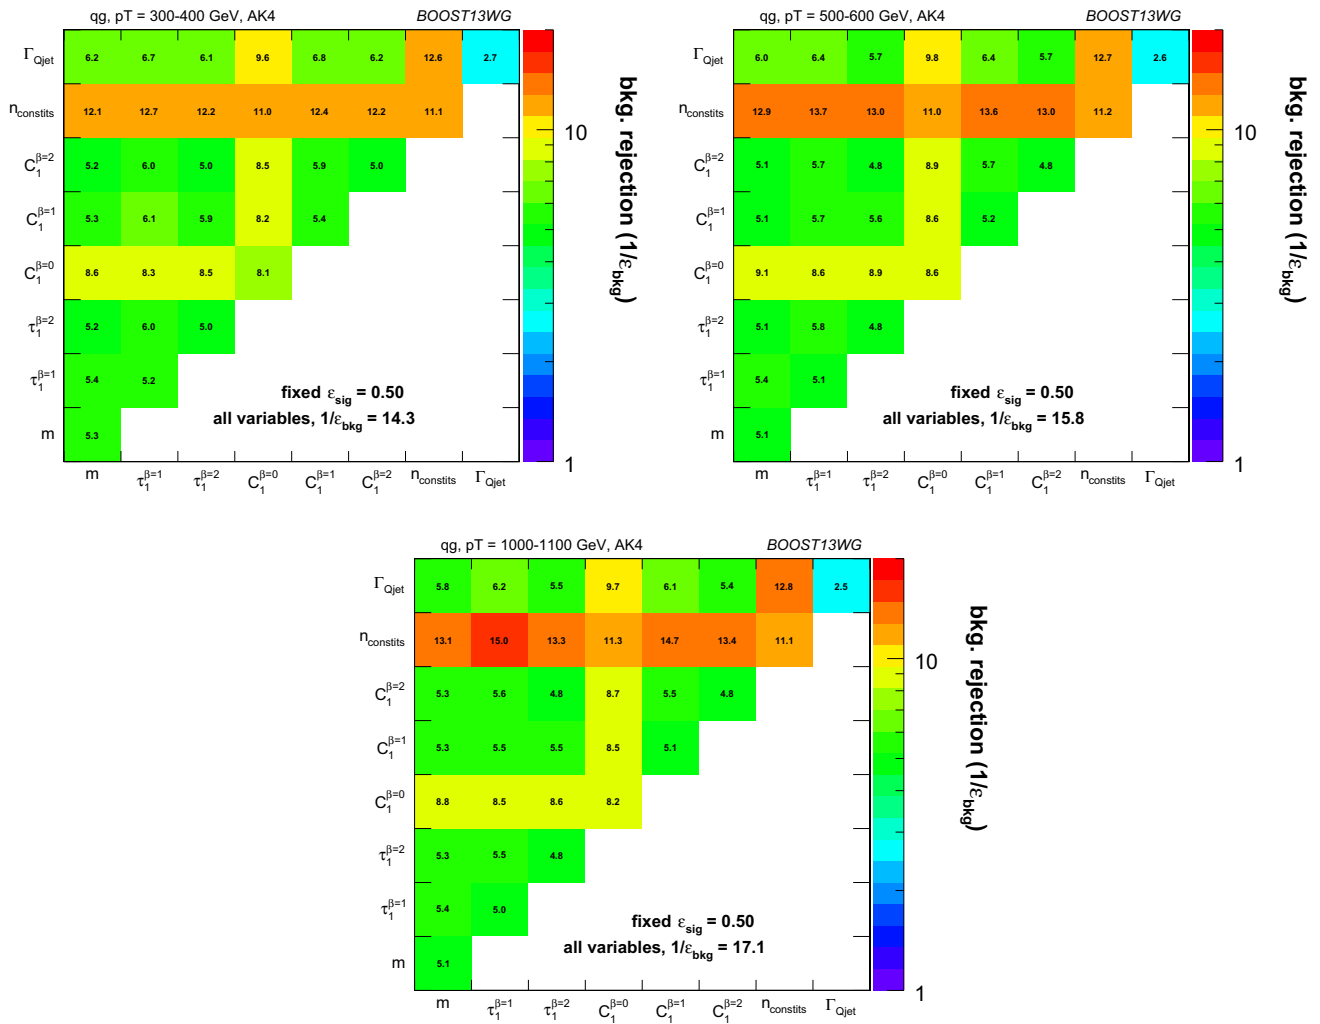 qg, pT = 300-400 GeV, AK4 BOOST13WG
Γ_Qjet 6.2 6.7 6.1 9.6 6.8 6.2 12.6 2.7
n_constits 12.1 12.7 12.2 11.0 12.4 12.2 11.1
C_1^β=2 5.2 6.0 5.0 8.5 5.9 5.0
C_1^β=1 5.3 6.1 5.9 8.2 5.4
C_1^β=0 8.6 8.3 8.5 8.1
τ_1^β=2 5.2 6.0 5.0
τ_1^β=1 5.4 5.2
m 5.3
fixed ε_sig = 0.50
all variables, 1/ε_bkg = 14.3
m τ_1^β=1 τ_1^β=2 C_1^β=0 C_1^β=1 C_1^β=2 n_constits Γ_Qjet
10
1
bkg. rejection (1/ε_bkg)
qg, pT = 500-600 GeV, AK4 BOOST13WG
Γ_Qjet 6.0 6.4 5.7 9.8 6.4 5.7 12.7 2.6
n_constits 12.9 13.7 13.0 11.0 13.6 13.0 11.2
C_1^β=2 5.1 5.7 4.8 8.9 5.7 4.8
C_1^β=1 5.1 5.7 5.6 8.6 5.2
C_1^β=0 9.1 8.6 8.9 8.6
τ_1^β=2 5.1 5.8 4.8
τ_1^β=1 5.4 5.1
m 5.1
fixed ε_sig = 0.50
all variables, 1/ε_bkg = 15.8
m τ_1^β=1 τ_1^β=2 C_1^β=0 C_1^β=1 C_1^β=2 n_constits Γ_Qjet
10
1
bkg. rejection (1/ε_bkg)
qg, pT = 1000-1100 GeV, AK4 BOOST13WG
Γ_Qjet 5.8 6.2 5.5 9.7 6.1 5.4 12.8 2.5
n_constits 13.1 15.0 13.3 11.3 14.7 13.4 11.1
C_1^β=2 5.3 5.6 4.8 8.7 5.5 4.8
C_1^β=1 5.3 5.5 5.5 8.5 5.1
C_1^β=0 8.8 8.5 8.6 8.2
τ_1^β=2 5.3 5.5 4.8
τ_1^β=1 5.4 5.0
m 5.1
fixed ε_sig = 0.50
all variables, 1/ε_bkg = 17.1
m τ_1^β=1 τ_1^β=2 C_1^β=0 C_1^β=1 C_1^β=2 n_constits Γ_Qjet
10
1
bkg. rejection (1/ε_bkg)